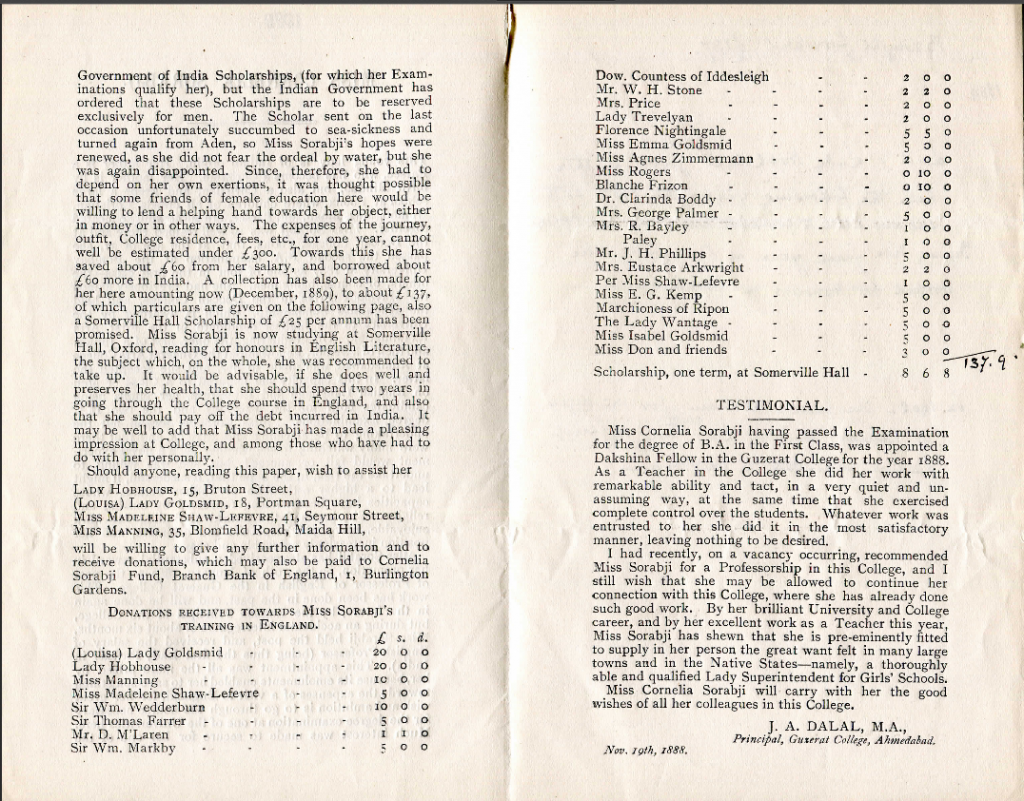 Government of India Scholarships, (for which her Exam-
inations qualify her), but the Indian Government has
ordered that these Scholarships are to be reserved
exclusively for men. The Scholar sent on the last
occasion unfortunately succumbed to sea-sickness and
turned again from Aden, so Miss Sorabji's hopes were
renewed, as she did not fear the ordeal by water, but she
was again disappointed. Since, therefore, she had to
depend on her own exertions, it was thought possible
that some friends of female education here would be
willing to lend a helping hand towards her object, either
in money or in other ways. The expenses of the journey,
outfit, College residence, fees, etc., for one year, cannot
well be estimated under £300. Towards this she has
saved about £60 from her salary, and borrowed about
£60 more in India. A collection has also been made for
her here amounting now (December, 1889), to about £137,
of which particulars are given on the following page, also
a Somerville Hall Scholarship of £25 per annum has been
promised. Miss Sorabji is now studying at Somerville
Hall, Oxford, reading for honours in English Literature,
the subject which, on the whole, she was recommended to
take up. It would be advisable, if she does well and
preserves her health, that she should spend two years in
going through the College course in England, and also
that she should pay off the debt incurred in India. It
may be well to add that Miss Sorabji has made a pleasing
impression at College, and among those who have had to
do with her personally.
Should anyone, reading this paper, wish to assist her
LADY HOBHOUSE, 15, Bruton Street,
(LOUISA) LADY GOLDSMID, 18, Portman Square,
MISS MADELEINE SHAW-LEFEVRE, 41, Seymour Street,
MISS MANNING, 35, Blomfield Road, Maida Hill,
will be willing to give any further information and to
receive donations, which may also be paid to Cornelia
Sorabji Fund, Branch Bank of England, 1, Burlington
Gardens.
DONATIONS RECEIVED TOWARDS MISS SORABJI'S
TRAINING IN ENGLAND.
£ s. d.
(Louisa) Lady Goldsmid - - - 20 0 0
Lady Hobhouse - - - - 20 0 0
Miss Manning - - - - 10 0 0
Miss Madeleine Shaw-Lefevre - - 5 0 0
Sir Wm. Wedderburn - - - 10 0 0
Sir Thomas Farrer - - - - 5 0 0
Mr. D. M'Laren - - - - 1 1 0
Sir Wm. Markby - - - - 5 0 0
Dow. Countess of Iddesleigh - - 2 0 0
Mr. W. H. Stone - - - - 2 2 0
Mrs. Price - - - - 2 0 0
Lady Trevelyan - - - - 2 0 0
Florence Nightingale - - - 5 5 0
Miss Emma Goldsmid - - - 5 0 0
Miss Agnes Zimmermann - - - 2 0 0
Miss Rogers - - - - 0 10 0
Blanche Frizon - - - - 0 10 0
Dr. Clarinda Boddy - - - 2 0 0
Mrs. George Palmer - - - - 5 0 0
Mrs. R. Bayley - - - - 1 0 0
Paley - - - - 1 0 0
Mr. J. H. Phillips - - - - 5 0 0
Mrs. Eustace Arkwright - - - 2 2 0
Per Miss Shaw-Lefevre - - - 1 0 0
Miss E. G. Kemp - - - - 5 0 0
Marchioness of Ripon - - - 5 0 0
The Lady Wantage - - - - 5 0 0
Miss Isabel Goldsmid - - - 5 0 0
Miss Don and friends - - - 3 0 0
137.9.
Scholarship, one term, at Somerville Hall - 8 6 8
TESTIMONIAL.
Miss Cornelia Sorabji having passed the Examination
for the degree of B.A. in the First Class, was appointed a
Dakshina Fellow in the Guzerat College for the year 1888.
As a Teacher in the College she did her work with
remarkable ability and tact, in a very quiet and un-
assuming way, at the same time that she exercised
complete control over the students. Whatever work was
entrusted to her she did it in the most satisfactory
manner, leaving nothing to be desired.
I had recently, on a vacancy occurring, recommended
Miss Sorabji for a Professorship in this College, and I
still wish that she may be allowed to continue her
connection with this College, where she has already done
such good work. By her brilliant University and College
career, and by her excellent work as a Teacher this year,
Miss Sorabji has shewn that she is pre-eminently fitted
to supply in her person the great want felt in many large
towns and in the Native States—namely, a thoroughly
able and qualified Lady Superintendent for Girls' Schools.
Miss Cornelia Sorabji will carry with her the good
wishes of all her colleagues in this College.
J. A. DALAL, M.A.,
Principal, Guzerat College, Ahmedabad.
Nov. 19th, 1888.